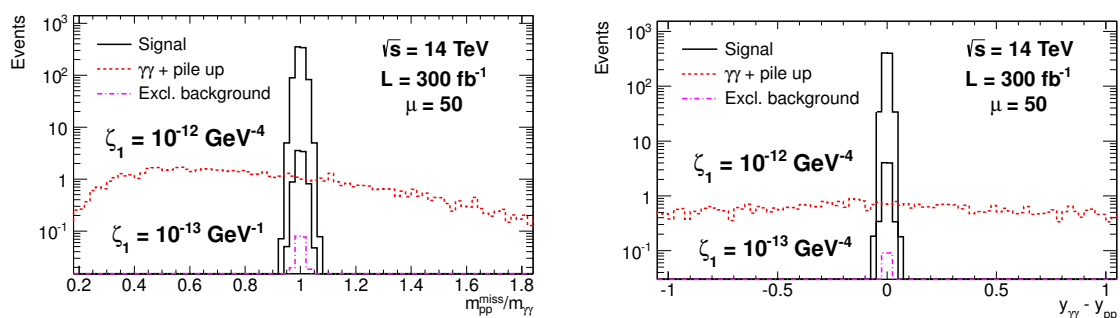 Events
10³
10²
10
1
10⁻¹
Signal
γγ + pile up
Excl. background
√s = 14 TeV
L = 300 fb⁻¹
μ = 50
ζ₁ = 10⁻¹² GeV⁻⁴
ζ₁ = 10⁻¹³ GeV⁻¹
0.2 0.4 0.6 0.8 1 1.2 1.4 1.6 1.8
m_pp^miss/m_γγ
Events
10³
10²
10
1
10⁻¹
Signal
γγ + pile up
Excl. background
√s = 14 TeV
L = 300 fb⁻¹
μ = 50
ζ₁ = 10⁻¹² GeV⁻⁴
ζ₁ = 10⁻¹³ GeV⁻⁴
-1 -0.5 0 0.5 1
y_γγ - y_pp